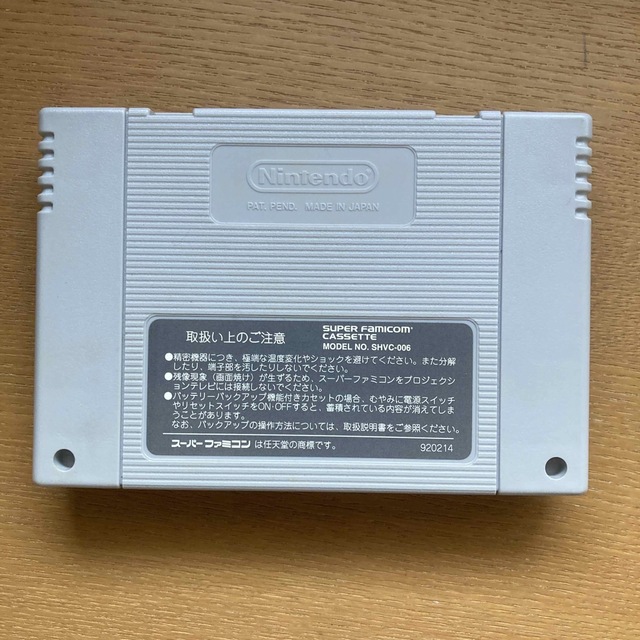 Nintendo
PAT. PEND. MADE IN JAPAN
取扱い上のご注意
SUPER FAMICOM
CASSETTE
MODEL NO. SHVC-006
●精密機器につき、極端な温度変化やショックを避けてください。また分解
したり、端子部を汚したりしないでください。
●残像現象（画面焼け）が生ずるため、スーパーファミコンをプロジェクシ
ョンテレビには接続しないでください。
●バッテリーバックアップ機能付きカセットの場合、むやみに電源スイッチ
やリセットスイッチをON・OFFすると、蓄積されている内容が消えてしま
うことがあります。
なお、バックアップの操作方法については、取扱説明書をご参照ください。
スーパーファミコン は任天堂の商標です。
920214